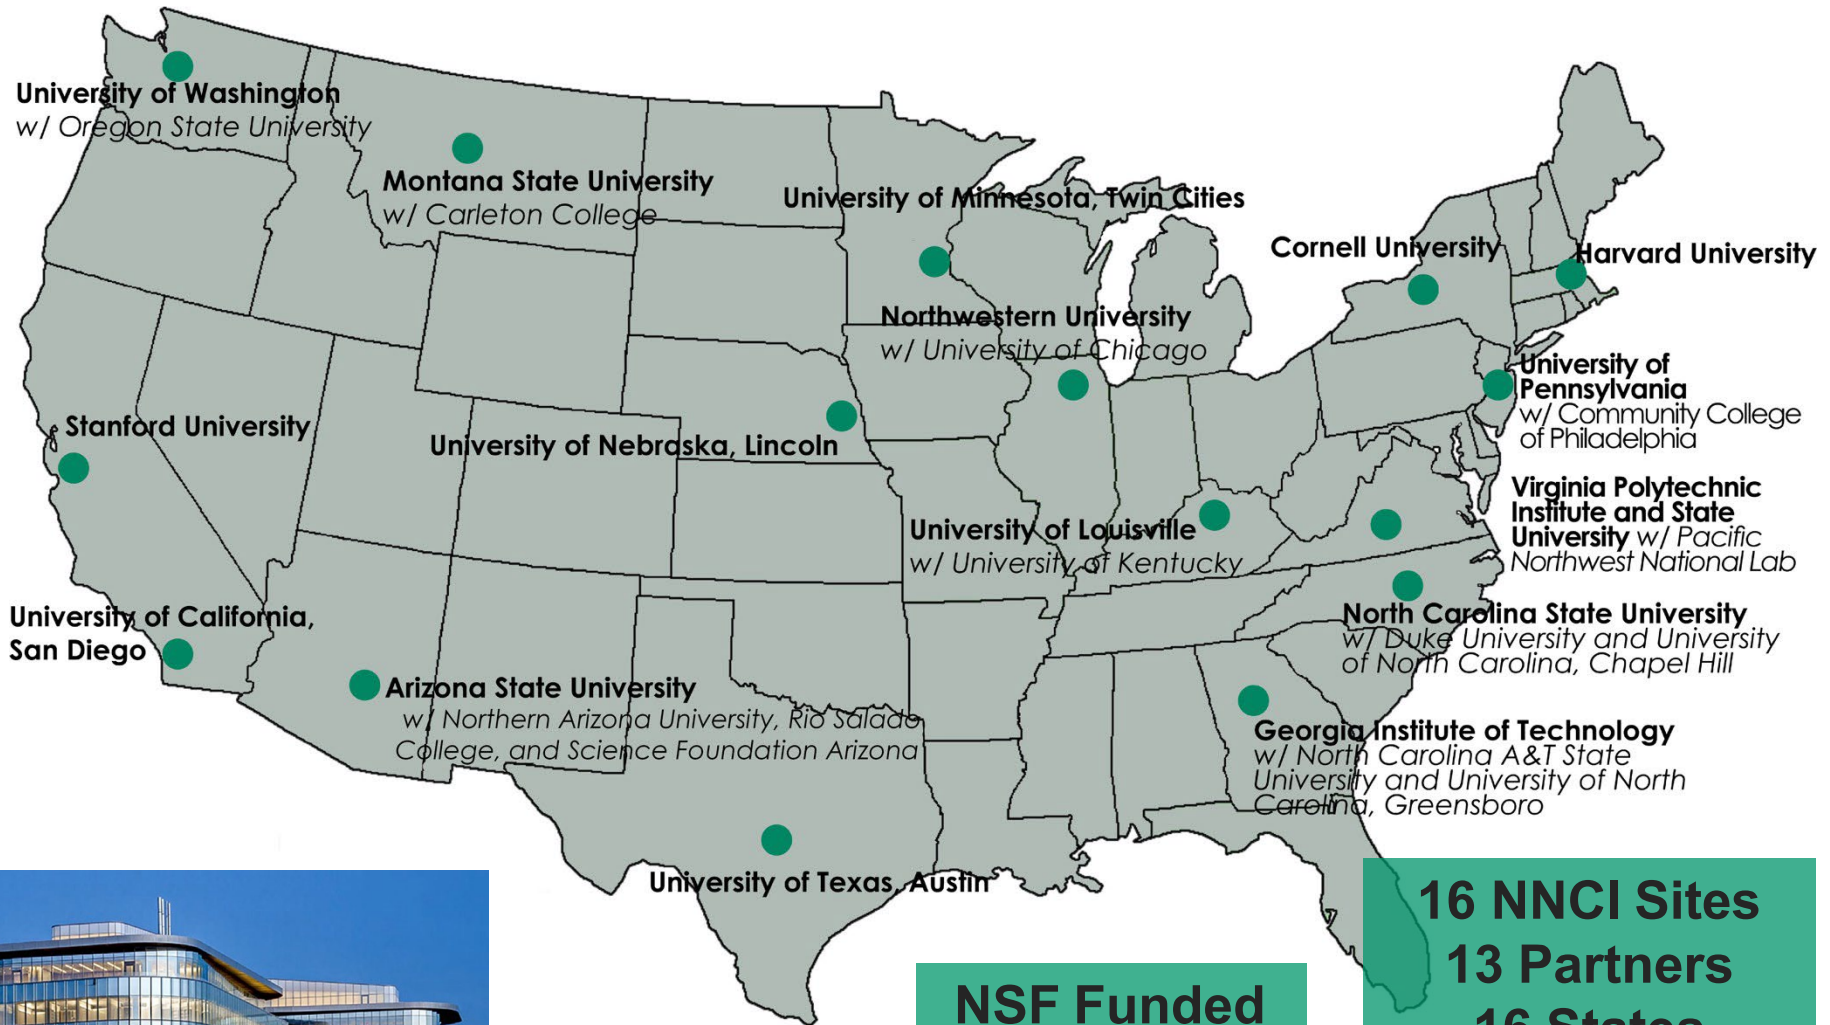 University of Washington
w/ Oregon State University
Montana State University
w/ Carleton College
University of Minnesota, Twin Cities
Cornell University
Harvard University
Northwestern University
w/ University of Chicago
University of
Pennsylvania
w/ Community College
of Philadelphia
Stanford University
University of Nebraska, Lincoln
Virginia Polytechnic
Institute and State
University w/ Pacific
Northwest National Lab
University of Louisville
w/ University of Kentucky
University of California,
San Diego
North Carolina State University
w/ Duke University and University
of North Carolina, Chapel Hill
Arizona State University
w/ Northern Arizona University, Rio Salado
College, and Science Foundation Arizona
Georgia Institute of Technology
w/ North Carolina A&T State
University and University of North
Carolina, Greensboro
University of Texas, Austin
NSF Funded
16 NNCI Sites
13 Partners
16 States